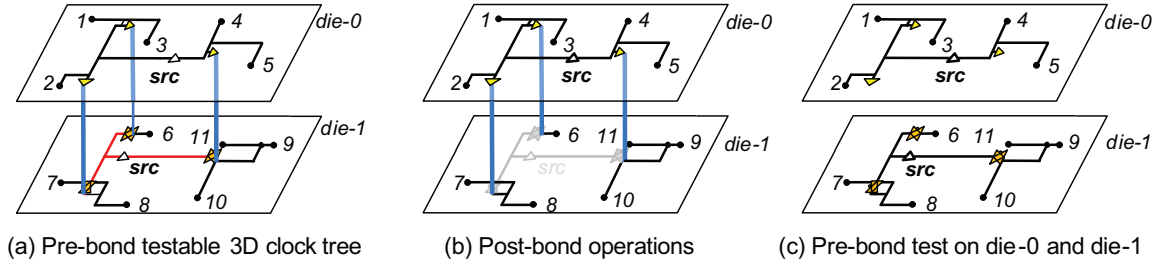 1
4
die-0
3
2
src
5
6
11
9
die-1
7
src
8
10
(a) Pre-bond testable 3D clock tree
1
4
die-0
3
2
src
5
6
11
9
die-1
7
src
8
10
(b) Post-bond operations
1
4
die-0
3
2
src
5
6
11
9
die-1
7
src
8
10
(c) Pre-bond test on die-0 and die-1